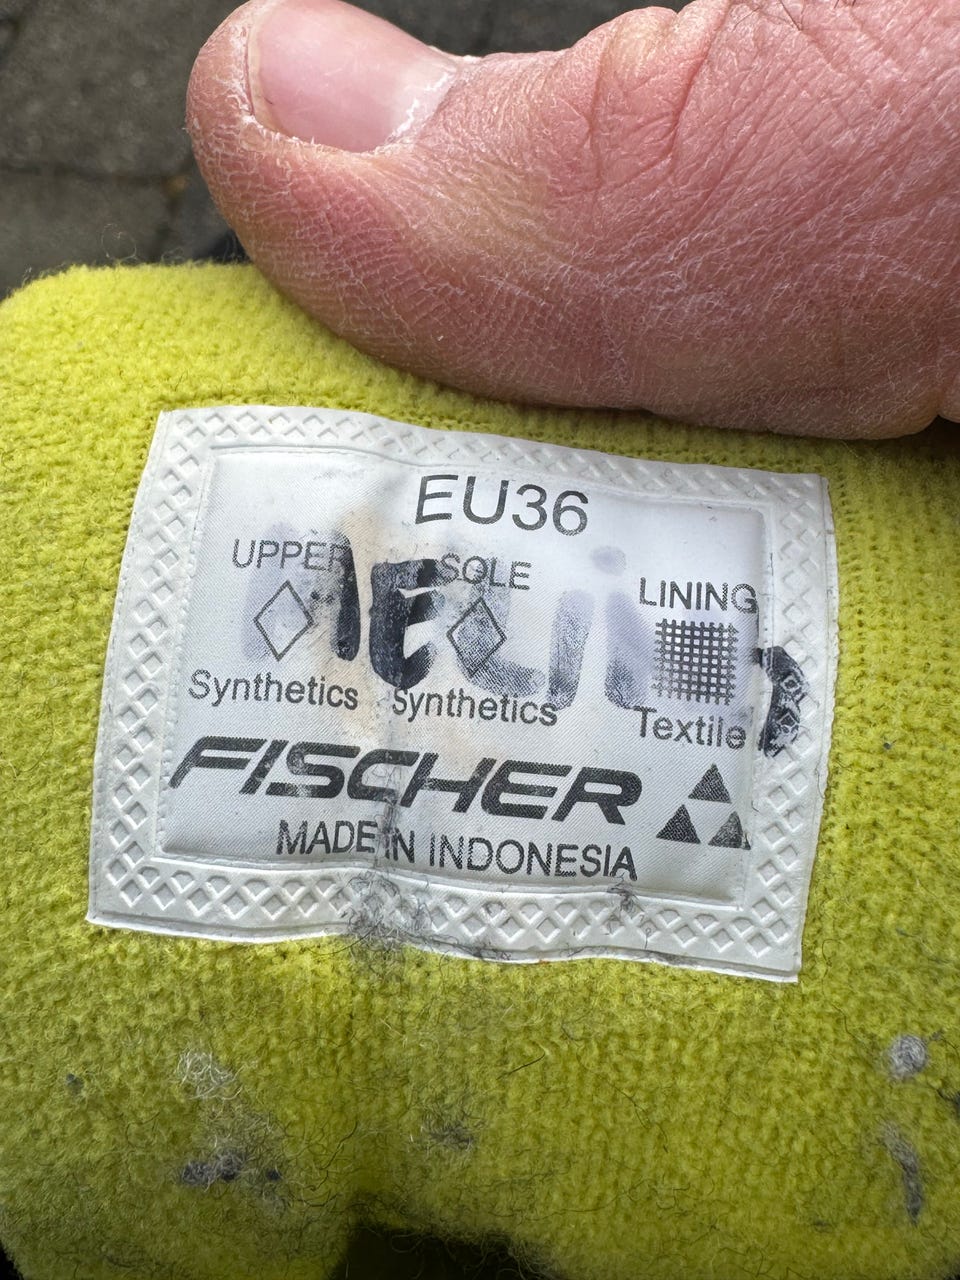 EU36
UPPER SOLE LINING
Synthetics Synthetics Textile
FISCHER
MADE IN INDONESIA